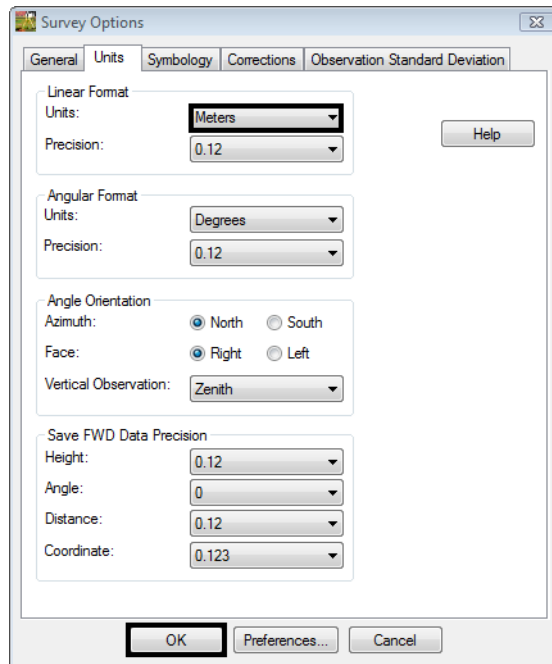 Survey Options
General Units Symbology Corrections Observation Standard Deviation
Linear Format
Units: Meters
Help
Precision: 0.12
Angular Format
Units: Degrees
Precision: 0.12
Angle Orientation
Azimuth: North South
Face: Right Left
Vertical Observation: Zenith
Save FWD Data Precision
Height: 0.12
Angle: 0
Distance: 0.12
Coordinate: 0.123
OK Preferences... Cancel